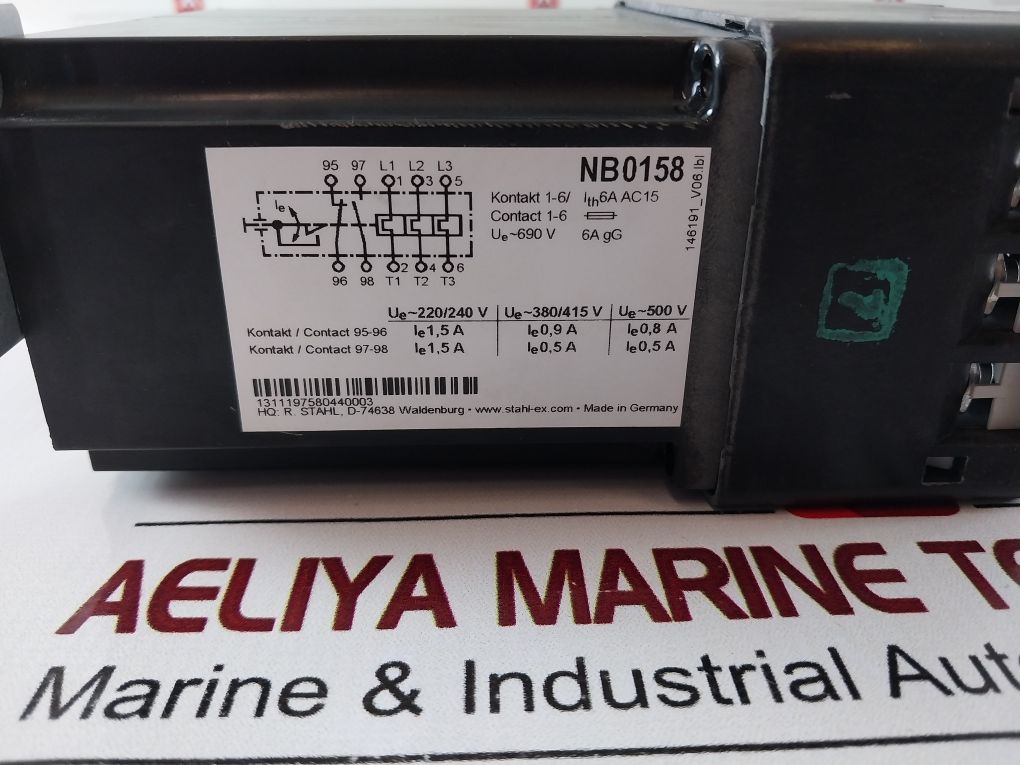 95 97 L1 L2 L3
1 3 5
Ie
2 4 6
96 98 T1 T2 T3
NB0158
Kontakt 1-6/ Ith6A AC15
Contact 1-6
Ue~690 V 6A gG
146191_V06.lbl
Ue~220/240 V Ue~380/415 V Ue~500 V
Kontakt / Contact 95-96 Ie1,5 A Ie0,9 A Ie0,8 A
Kontakt / Contact 97-98 Ie1,5 A Ie0,5 A Ie0,5 A
1311197580440003
HQ: R. STAHL, D-74638 Waldenburg • www.stahl-ex.com • Made in Germany
AELIYA MARINE TE
Marine & Industrial Auto